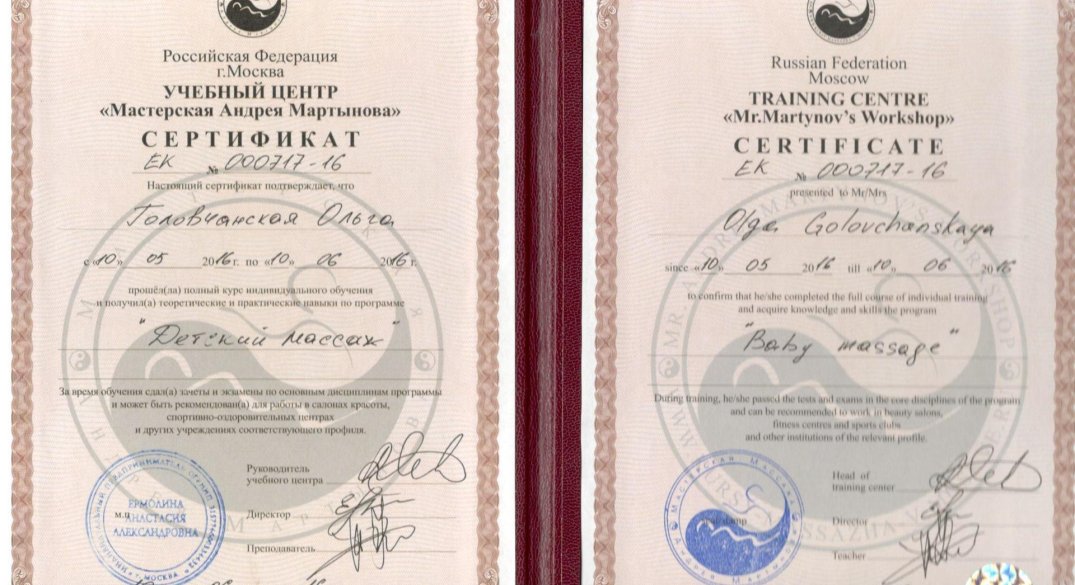 Российская Федерация
г.Москва
УЧЕБНЫЙ ЦЕНТР
«Мастерская Андрея Мартынова»
СЕРТИФИКАТ
ЕК № 000717-16
Настоящий сертификат подтверждает, что
Головчанская Ольга
с «10» 05 2016 г. по «10» 06 2016 г.
прошёл(ла) полный курс индивидуального обучения
и получил(а) теоретические и практические навыки по программе
"Детский массаж"
За время обучения сдал(а) зачеты и экзамены по основным дисциплинам программы
и может быть рекомендован(а) для работы в салонах красоты,
спортивно-оздоровительных центрах
и других учреждениях соответствующего профиля.
Руководитель
учебного центра
Директор
Преподаватель
м.п.
ЕРМОЛИНА
АНАСТАСИЯ
АЛЕКСАНДРОВНА
г. МОСКВА
Russian Federation
Moscow
TRAINING CENTRE
«Mr.Martynov's Workshop»
CERTIFICATE
EK № 000717-16
presented to Mr/Mrs
Olga Golovchanskaya
since «10» 05 2016 till «10» 06 2016
to confirm that he/she completed the full course of individual training
and acquire knowledge and skills the program
"Baby massage"
During training, he/she passed the tests and exams in the core disciplines of the program
and can be recommended to work in beauty salons,
fitness centres and sports clubs
and other institutions of the relevant profile.
Head of
training center
Director
Teacher